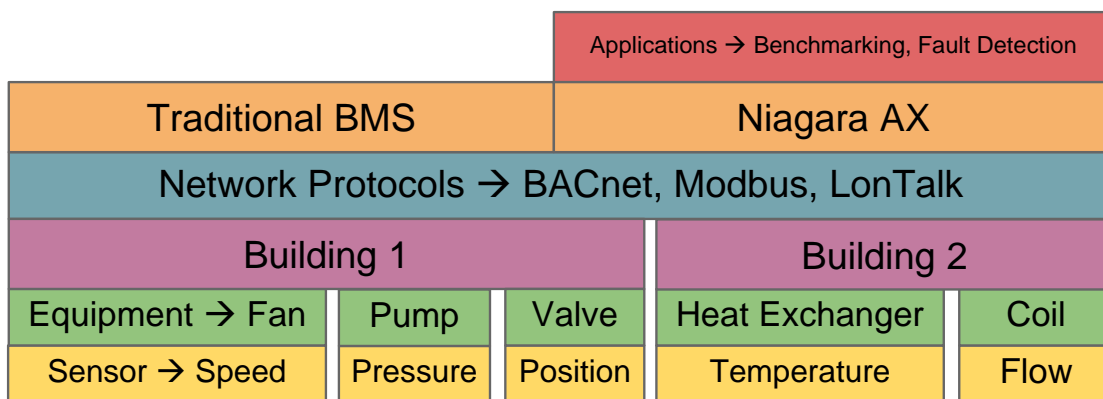 Applications → Benchmarking, Fault Detection
Traditional BMS
Niagara AX
Network Protocols → BACnet, Modbus, LonTalk
Building 1
Building 2
Equipment → Fan
Pump
Valve
Heat Exchanger
Coil
Sensor → Speed
Pressure
Position
Temperature
Flow